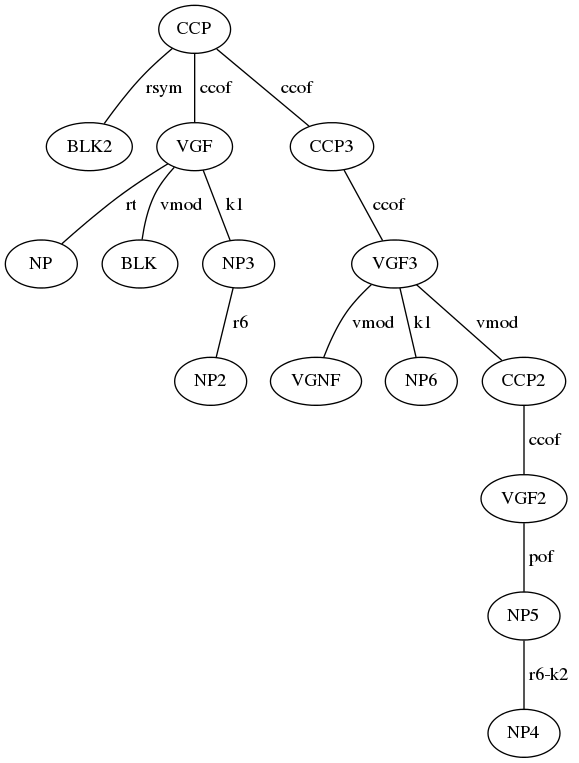 CCP
rsym ccof ccof
BLK2 VGF CCP3
rt vmod k1 ccof
NP BLK NP3 VGF3
r6 vmod k1 vmod
NP2 VGNF NP6 CCP2
ccof
VGF2
pof
NP5
r6-k2
NP4